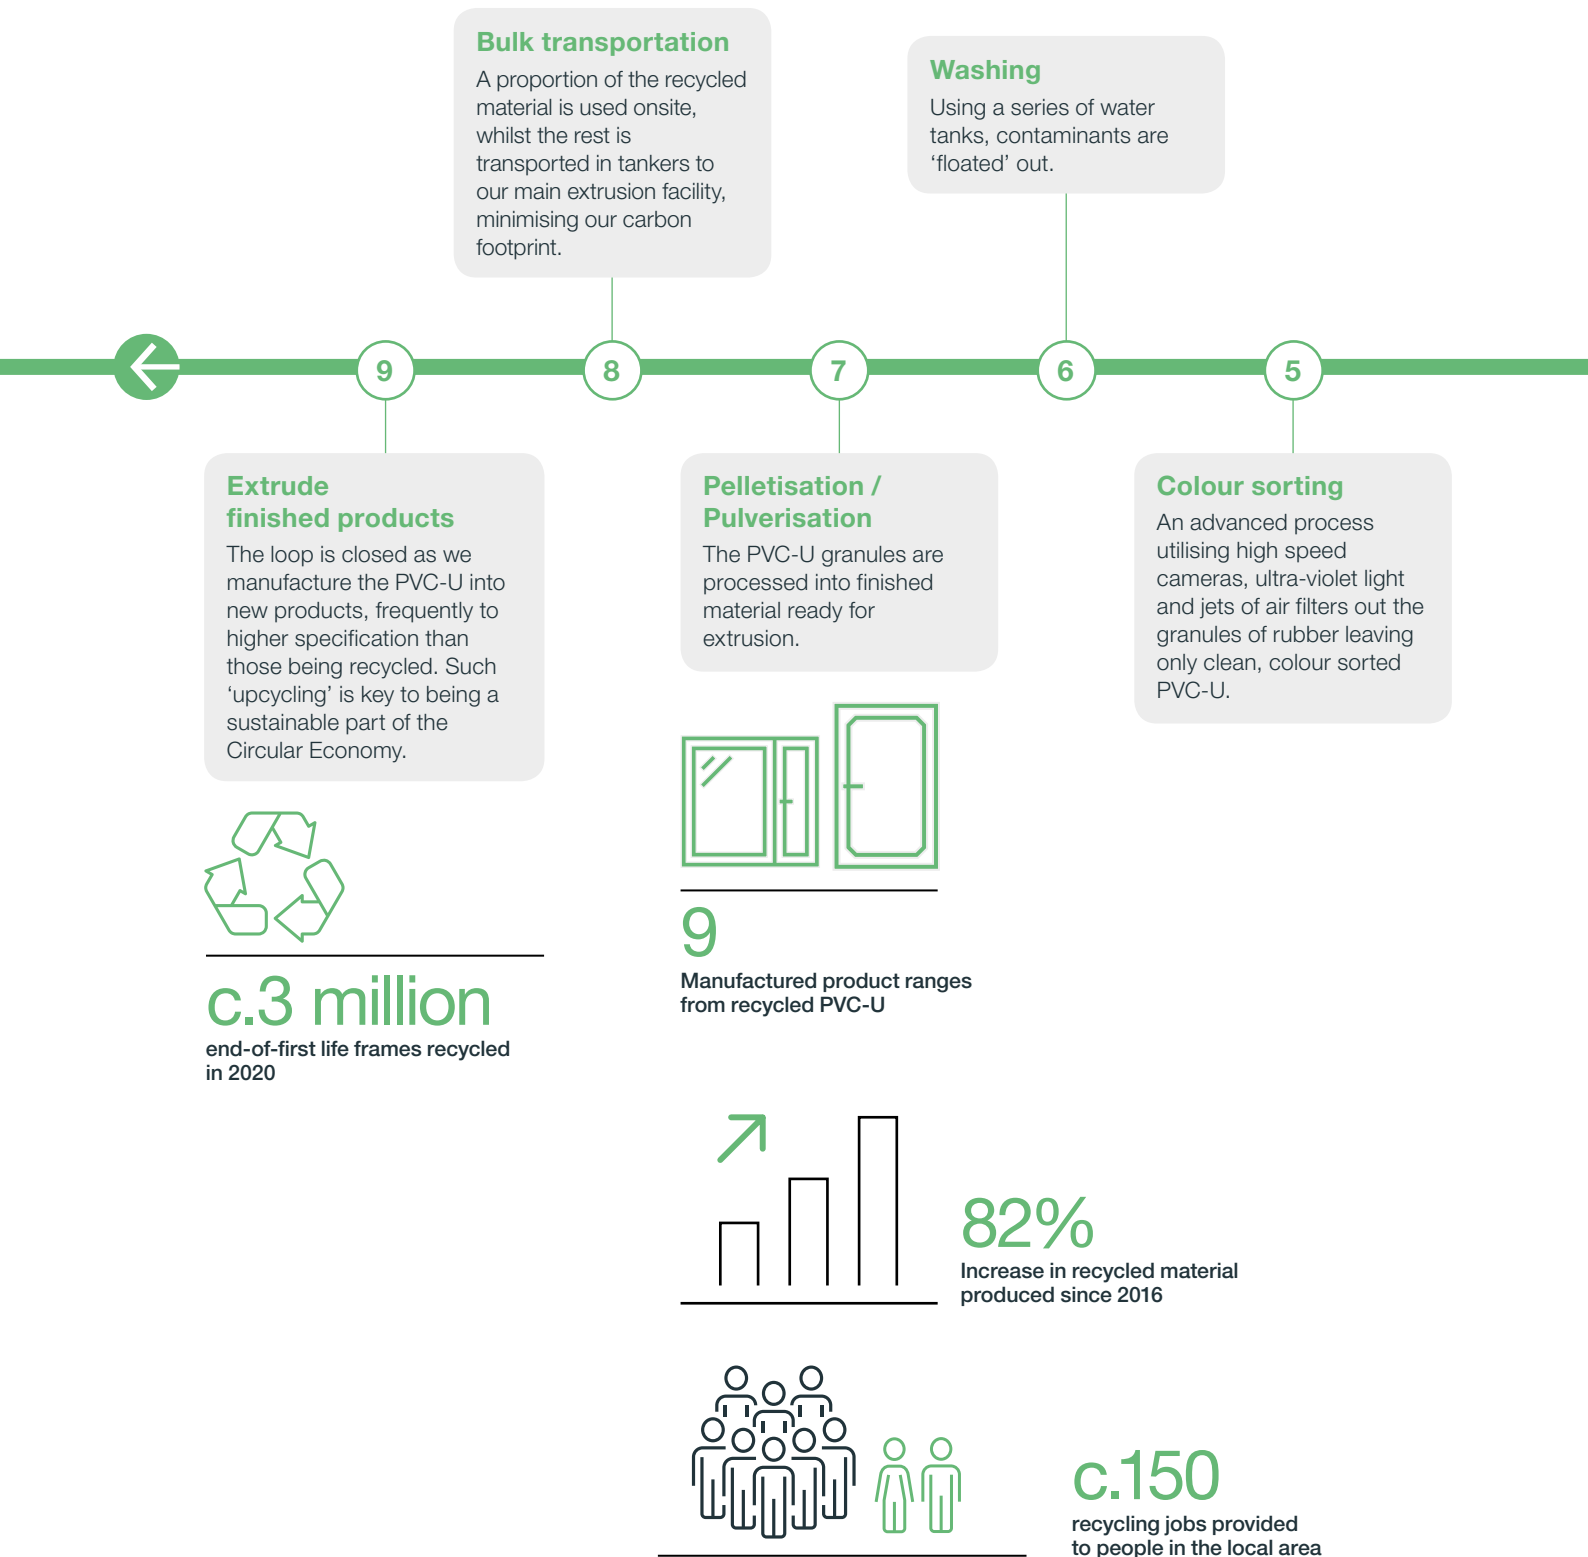 Bulk transportation
A proportion of the recycled
material is used onsite,
whilst the rest is
transported in tankers to
our main extrusion facility,
minimising our carbon
footprint.
Washing
Using a series of water
tanks, contaminants are
‘floated’ out.
9
8
7
6
5
Extrude
finished products
The loop is closed as we
manufacture the PVC-U into
new products, frequently to
higher specification than
those being recycled. Such
‘upcycling’ is key to being a
sustainable part of the
Circular Economy.
Pelletisation /
Pulverisation
The PVC-U granules are
processed into finished
material ready for
extrusion.
Colour sorting
An advanced process
utilising high speed
cameras, ultra-violet light
and jets of air filters out the
granules of rubber leaving
only clean, colour sorted
PVC-U.
c.3 million
end-of-first life frames recycled
in 2020
9
Manufactured product ranges
from recycled PVC-U
82%
Increase in recycled material
produced since 2016
c.150
recycling jobs provided
to people in the local area